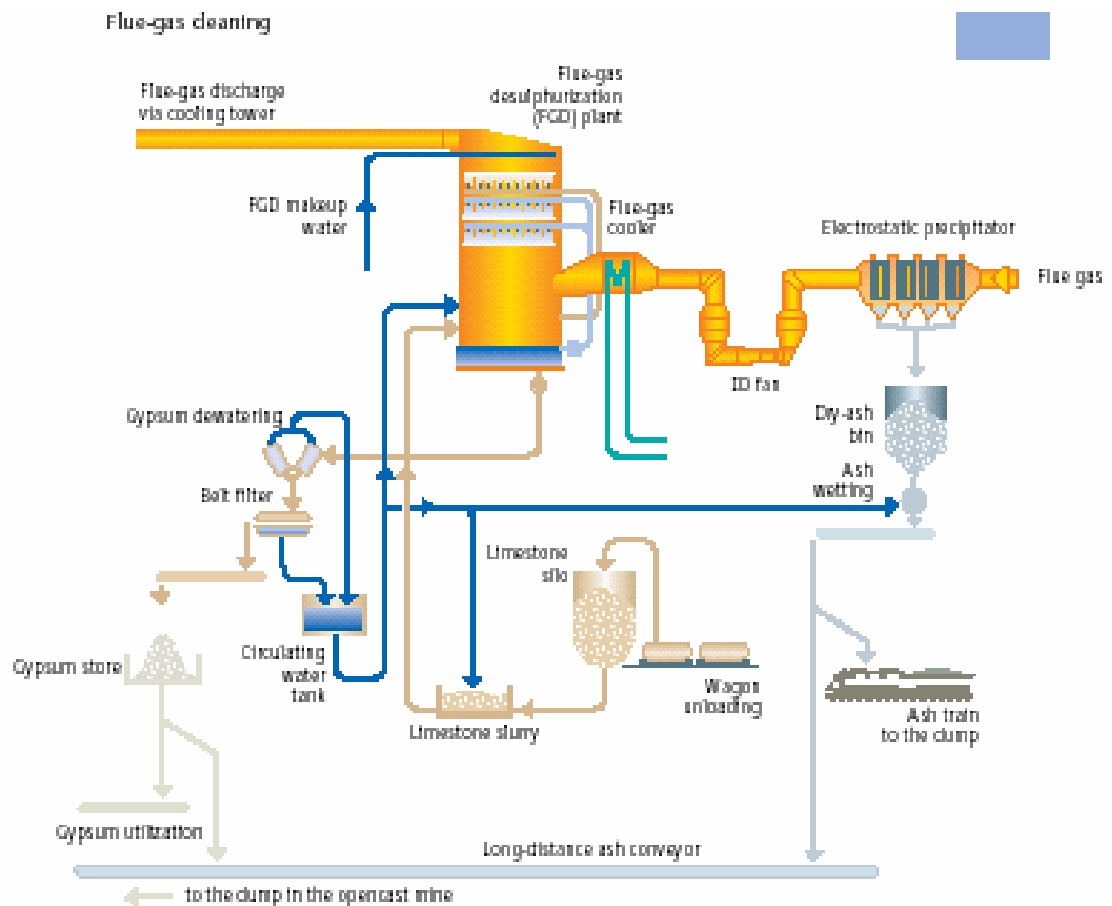 Flue-gas cleaning
Flue-gas discharge
via cooling tower
Flue-gas
desulphurization
(FGD) plant
FGD makeup
water
Flue-gas
cooler
Electrostatic precipitator
Flue gas
ID fan
Gypsum dewatering
Dry-ash
bin
Ash
wetting
Belt filter
Limestone
silo
Gypsum store
Circulating
water
tank
Wagon
unloading
Limestone slurry
Ash train
to the dump
Gypsum utilization
Long-distance ash conveyor
to the dump in the opencast mine